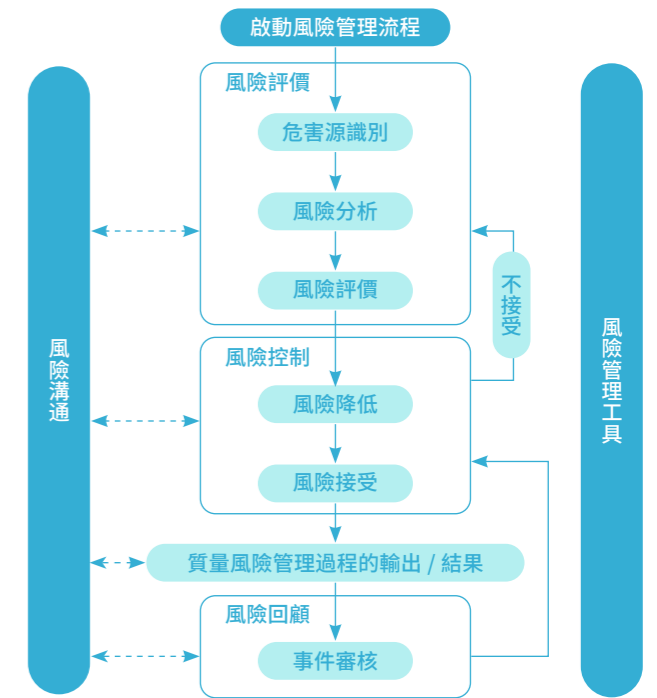 啟動風險管理流程
風險評價
危害源識別
風險分析
風險評價
不接受
風險控制
風險降低
風險接受
質量風險管理過程的輸出 / 結果
風險回顧
事件審核
風險溝通
風險管理工具